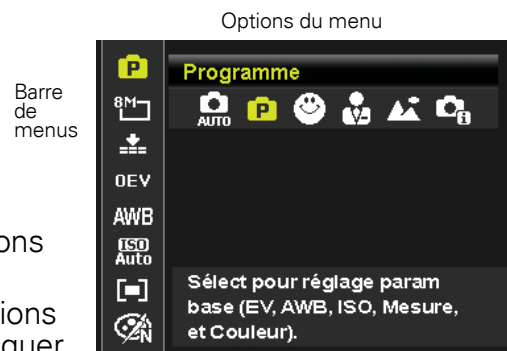 Options du menu
Barre
de
menus
P
Programme
8M
AUTO P
0EV
AWB
ISO
Auto
N
Sélect pour réglage param
base (EV, AWB, ISO, Mesure,
et Couleur).
ons
ions
quer